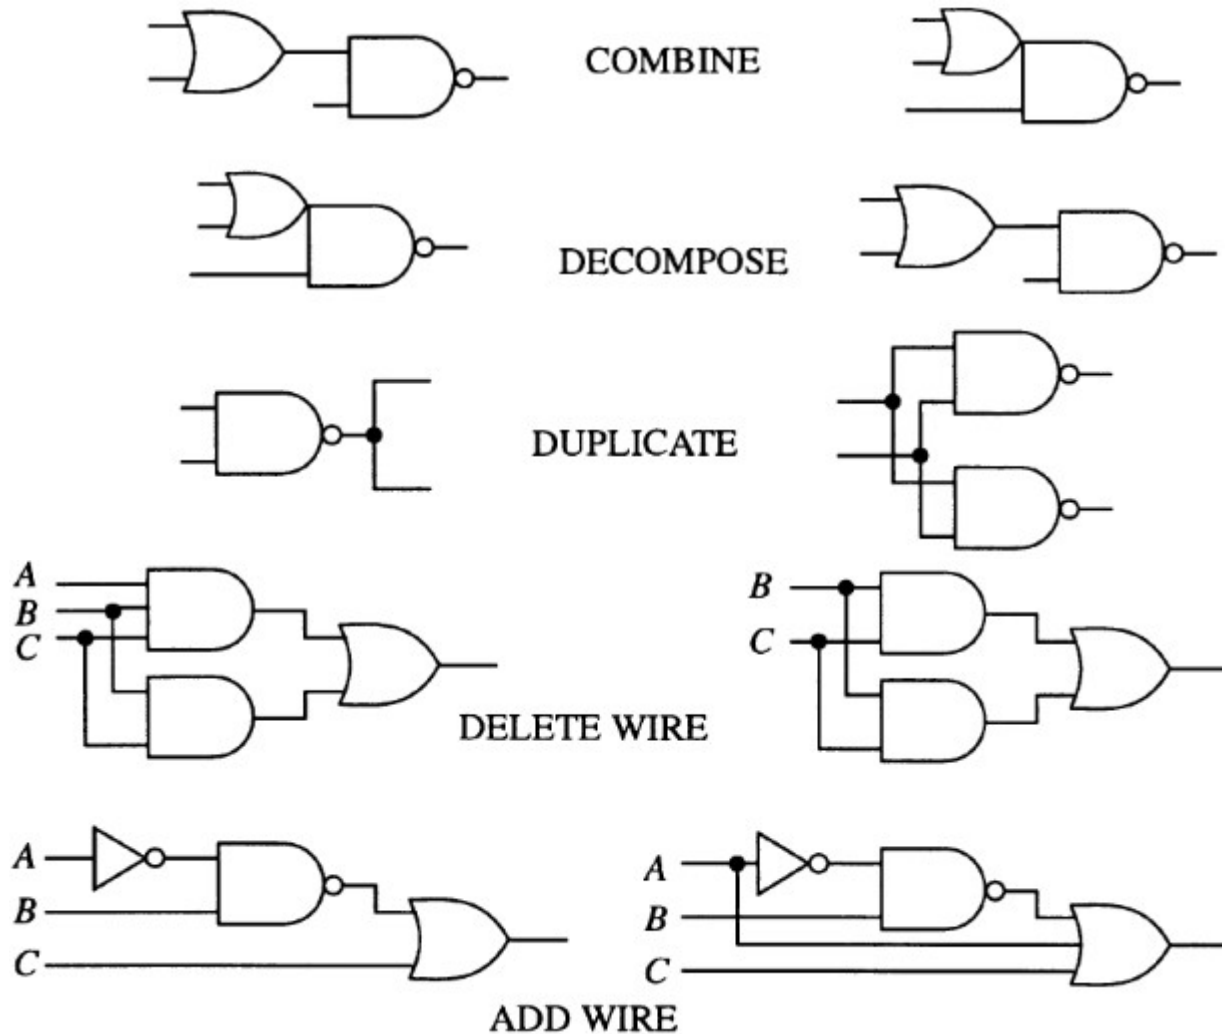 COMBINE
DECOMPOSE
DUPLICATE
A
B
C
B
C
DELETE WIRE
A
B
C
A
B
C
ADD WIRE